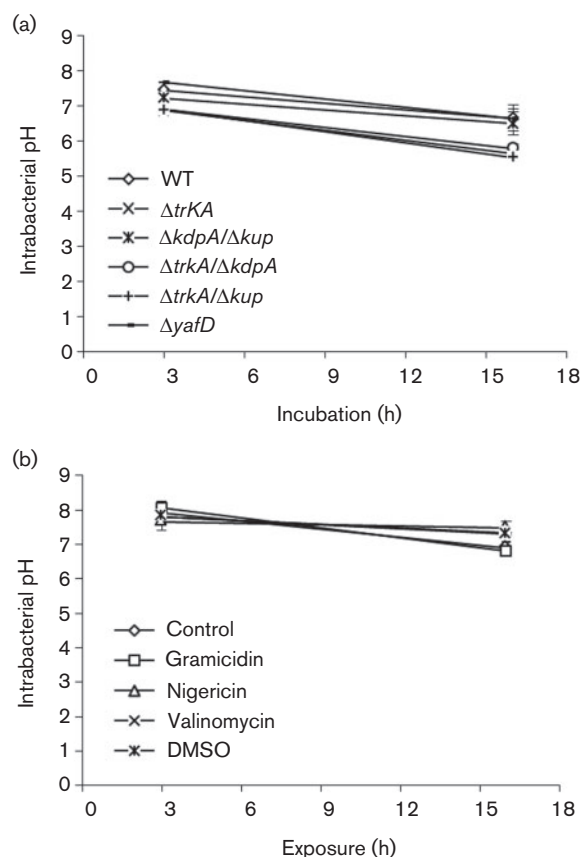 (a)
9
8
7
6
5
4
3
2
1
0
Intrabacterial pH
WT
ΔtrKA
ΔkdpA/Δkup
ΔtrkA/ΔkdpA
ΔtrkA/Δkup
ΔyafD
0 3 6 9 12 15 18
Incubation (h)
(b)
9
8
7
6
5
4
3
2
1
0
Intrabacterial pH
Control
Gramicidin
Nigericin
Valinomycin
DMSO
0 3 6 9 12 15 18
Exposure (h)